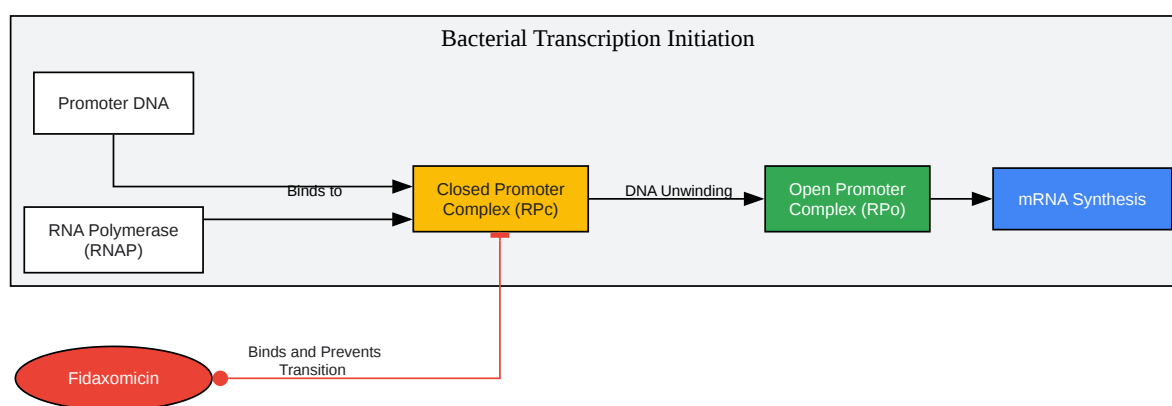 Bacterial Transcription Initiation
Promoter DNA
Binds to
RNA Polymerase
(RNAP)
Closed Promoter
Complex (RPc)
DNA Unwinding
Open Promoter
Complex (RPo)
mRNA Synthesis
Binds and Prevents
Transition
Fidaxomicin